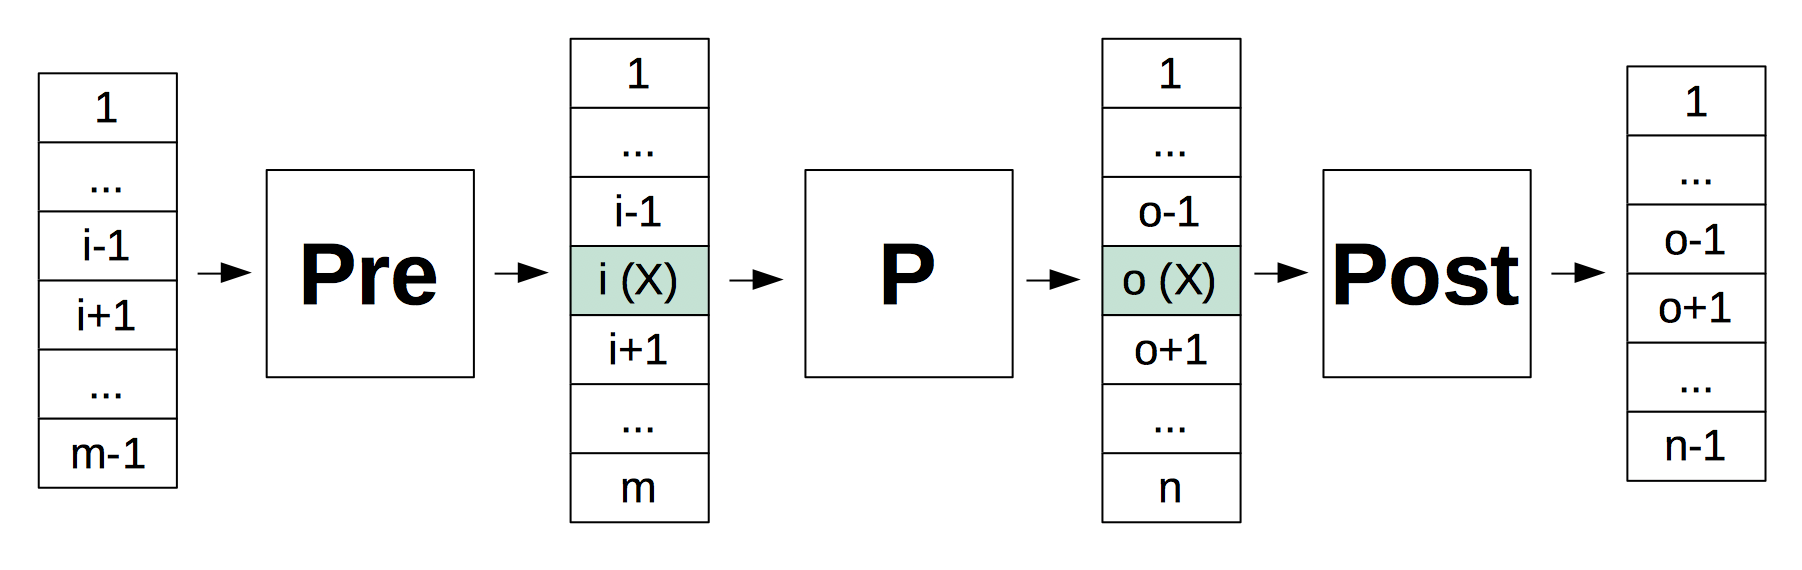 1
...
i-1
i+1
...
m-1
Pre
1
...
i-1
i (X)
i+1
...
m
P
1
...
o-1
o (X)
o+1
...
n
Post
1
...
o-1
o+1
...
n-1